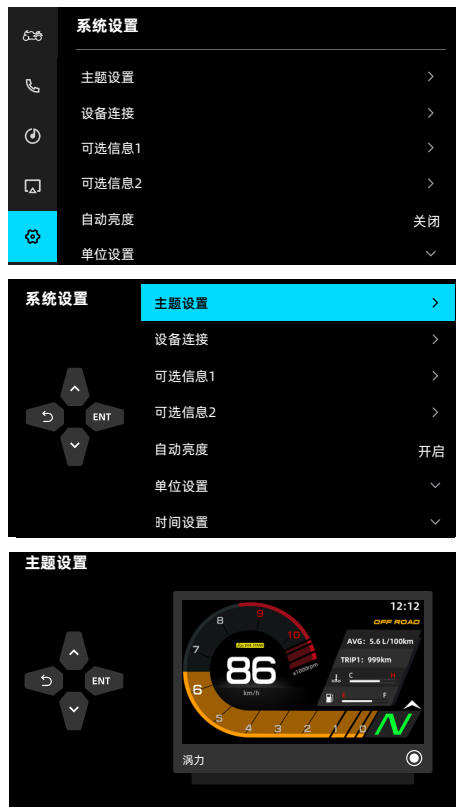 系统设置
主题设置
设备连接
可选信息1
可选信息2
自动亮度 关闭
单位设置
系统设置
主题设置
设备连接
可选信息1
ENT
可选信息2
自动亮度 开启
单位设置
时间设置
主题设置
12:12
OFF ROAD
8 9 10
AVG: 5.6 L/100km
7
TRIP1: 999km
86
x1000rpm
km/h
C H
ENT
6
E F
5 4 3 2 1 0
N
涡力